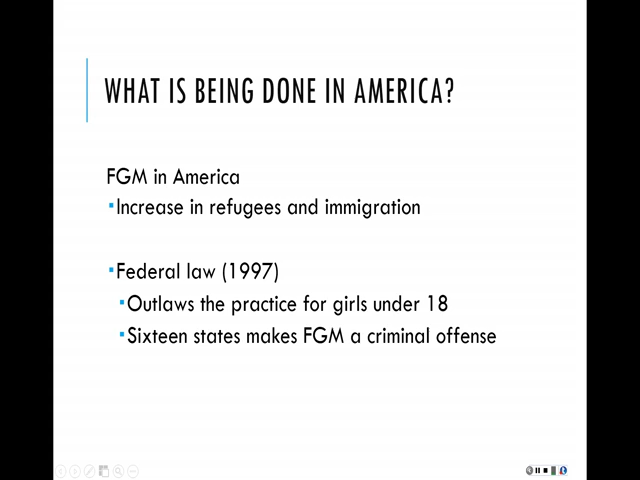 WHAT IS BEING DONE IN AMERICA?
FGM in America
▪Increase in refugees and immigration
▪Federal law (1997)
▪Outlaws the practice for girls under 18
▪Sixteen states makes FGM a criminal offense